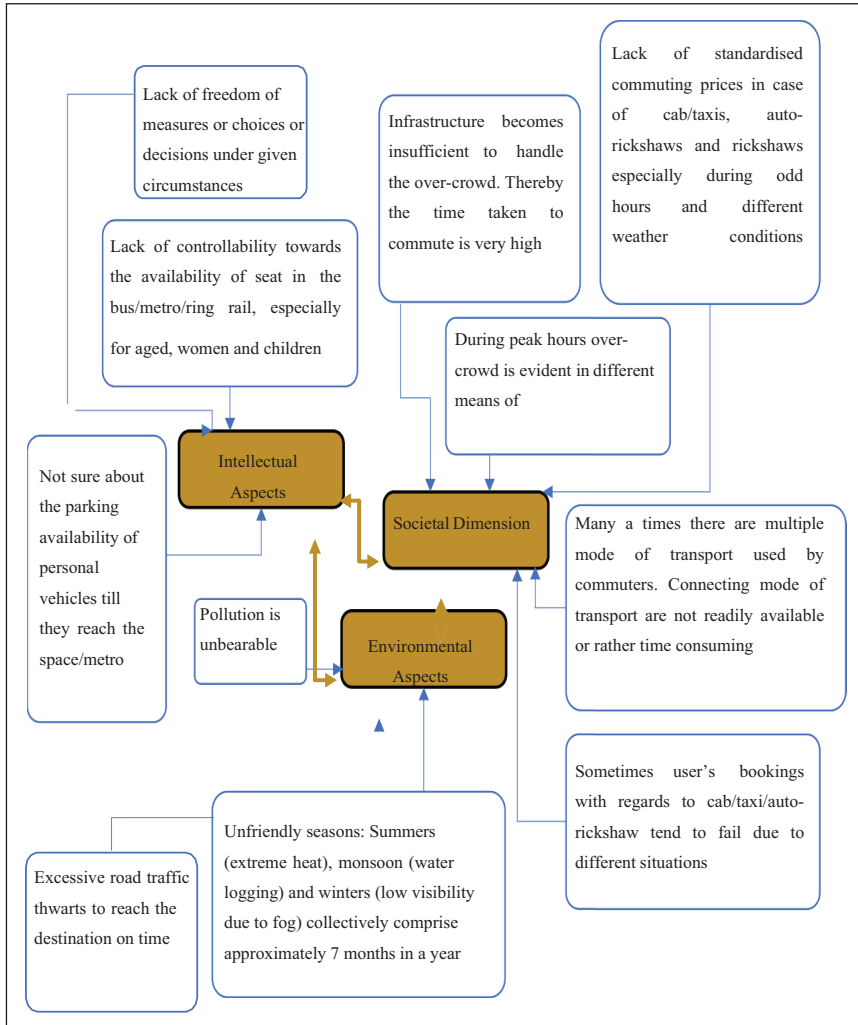 Lack of freedom of
measures or choices or
decisions under given
circumstances
Infrastructure becomes
insufficient to handle
the over-crowd. Thereby
the time taken to
commute is very high
Lack of standardised
commuting prices in case
of cab/taxis, auto-
rickshaws and rickshaws
especially during odd
hours and different
weather conditions
Lack of controllability towards
the availability of seat in the
bus/metro/ring rail, especially
for aged, women and children
During peak hours over-
crowd is evident in different
means of
Intellectual
Aspects
Not sure about
the parking
availability of
personal
vehicles till
they reach the
space/metro
Societal Dimension
Many a times there are multiple
mode of transport used by
commuters. Connecting mode of
transport are not readily available
or rather time consuming
Pollution is
unbearable
Environmental
Aspects
Sometimes user's bookings
with regards to cab/taxi/auto-
rickshaw tend to fail due to
different situations
Unfriendly seasons: Summers
(extreme heat), monsoon (water
logging) and winters (low visibility
due to fog) collectively comprise
approximately 7 months in a year
Excessive road traffic
thwarts to reach the
destination on time